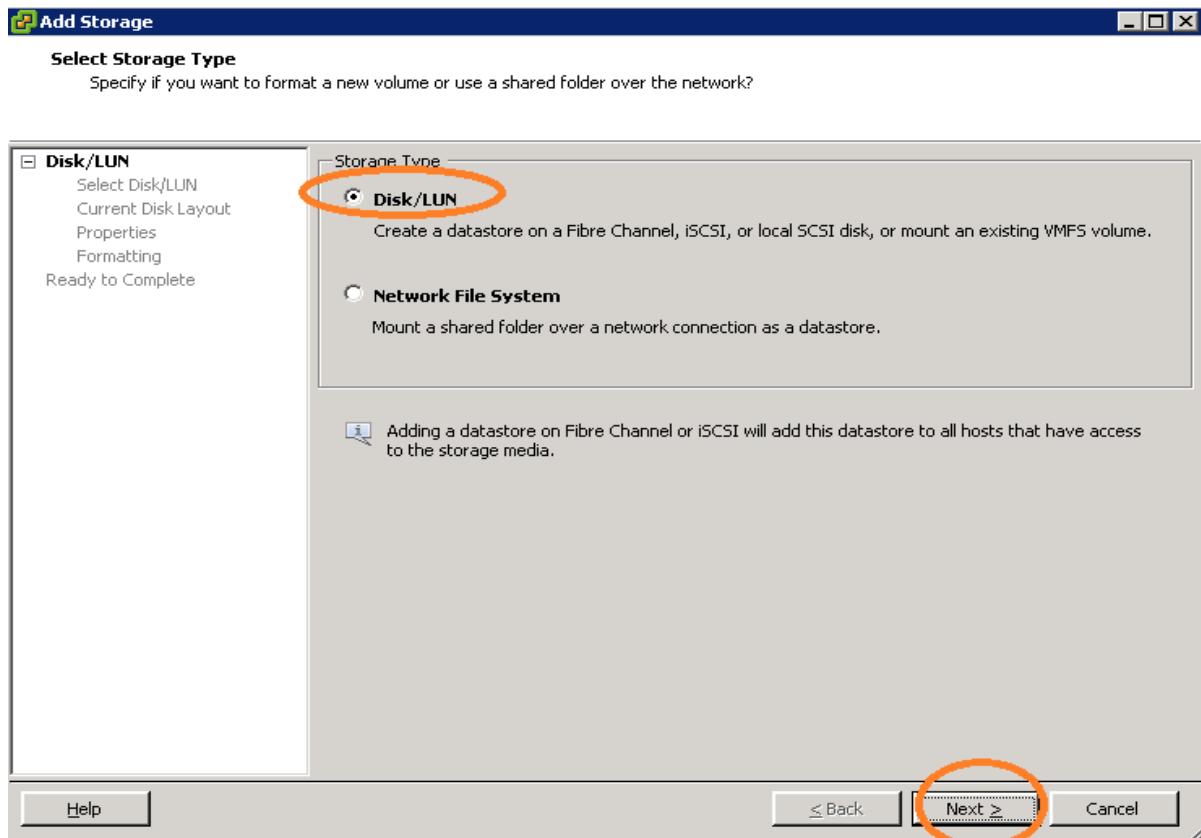 Add Storage
Select Storage Type
Specify if you want to format a new volume or use a shared folder over the network?
Disk/LUN
Select Disk/LUN
Current Disk Layout
Properties
Formatting
Ready to Complete
Storage Type
Disk/LUN
Create a datastore on a Fibre Channel, iSCSI, or local SCSI disk, or mount an existing VMFS volume.
Network File System
Mount a shared folder over a network connection as a datastore.
Adding a datastore on Fibre Channel or iSCSI will add this datastore to all hosts that have access
to the storage media.
Help
< Back
Next >
Cancel